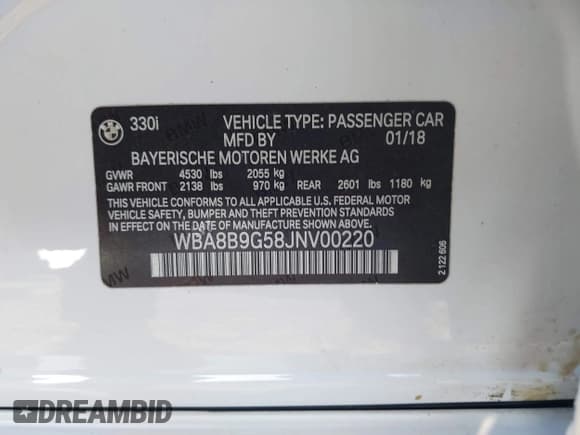 330i VEHICLE TYPE: PASSENGER CAR
MFD BY 01/18
BAYERISCHE MOTOREN WERKE AG
GVWR 4530 lbs 2055 kg
GAWR FRONT 2138 lbs 970 kg REAR 2601 lbs 1180 kg
THIS VEHICLE CONFORMS TO ALL APPLICABLE U.S. FEDERAL MOTOR
VEHICLE SAFETY, BUMPER AND THEFT PREVENTION STANDARDS
IN EFFECT ON THE DATE OF MANUFACTURE SHOWN ABOVE.
WBA8B9G58JNV00220
2 122 606
BMW
DREAMBID